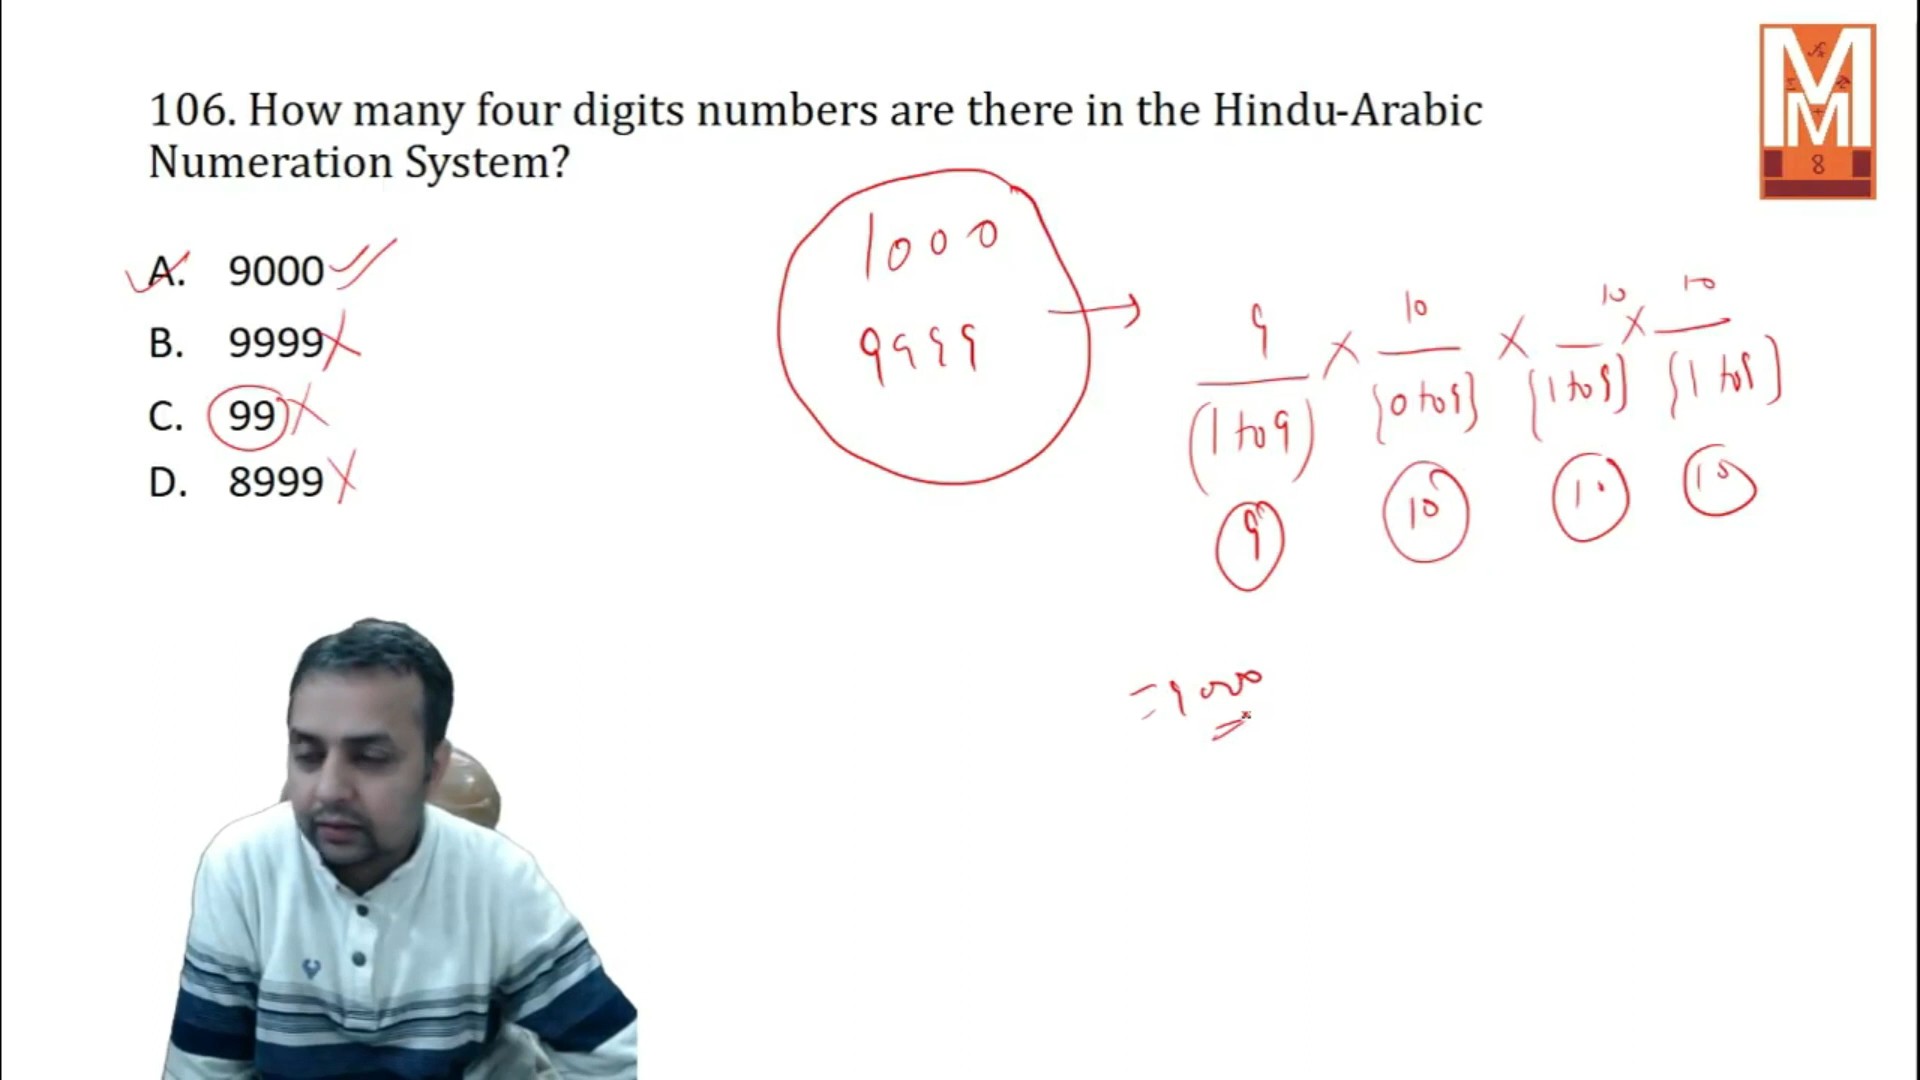 106. How many four digits numbers are there in the Hindu-Arabic
Numeration System?
A. 9000
B. 9999
C. 99
D. 8999
1000
9999
9 × 10 × 10 × 10
(1 to 9) {0 to 9} {1 to 9} {1 to 9}
9 10 10 10
= 9000
MM
8